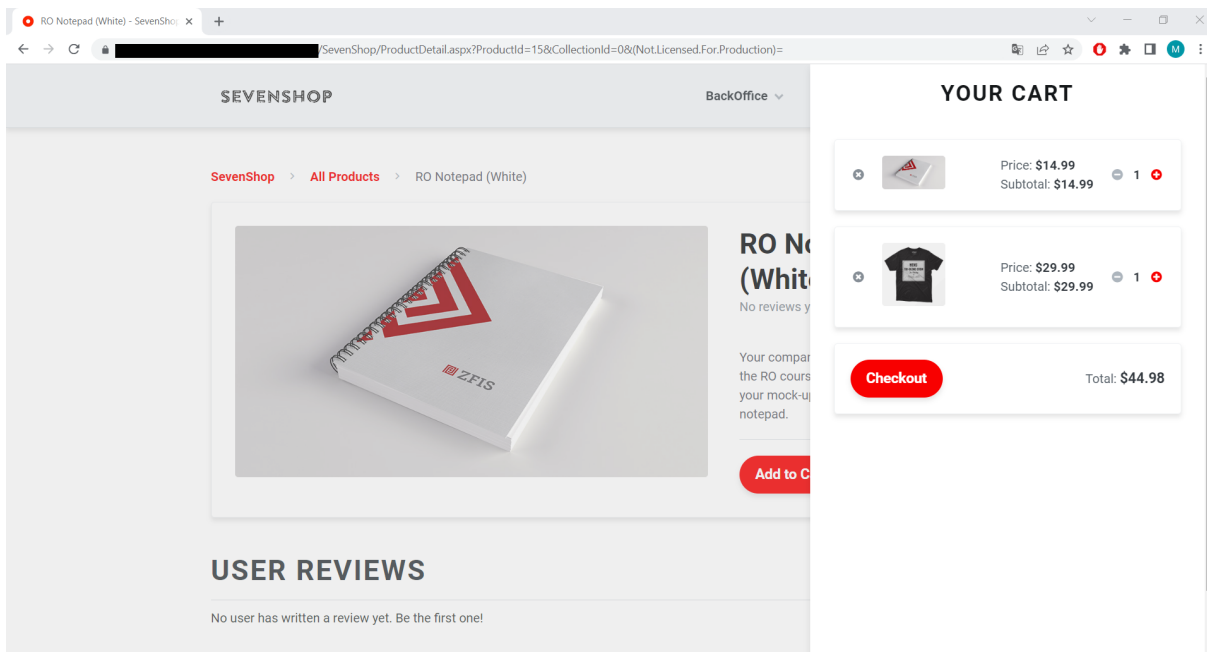 RO Notepad (White) - SevenShop
/SevenShop/ProductDetail.aspx?ProductId=15&CollectionId=0&(Not.Licensed.For.Production)=
M
SEVENSHOP
BackOffice
SevenShop > All Products > RO Notepad (White)
ZFIS
RO No
(White
No reviews y
Your compan
the RO cours
your mock-u
notepad.
Add to C
USER REVIEWS
No user has written a review yet. Be the first one!
YOUR CART
Price: $14.99
Subtotal: $14.99
1
Price: $29.99
Subtotal: $29.99
1
Checkout
Total: $44.98